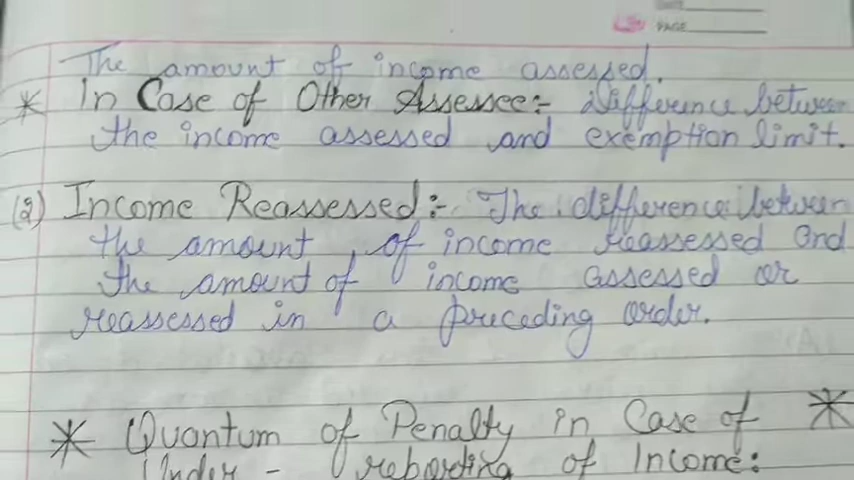 PAGE
The amount of income assessed.
* In Case of Other Assessee:- difference between
the income assessed and exemption limit.
(2) Income Reassessed:- The difference between
the amount of income reassessed and
the amount of income assessed or
reassessed in a preceding order.
* Quantum of Penalty in Case of *
Under - reporting of Income: